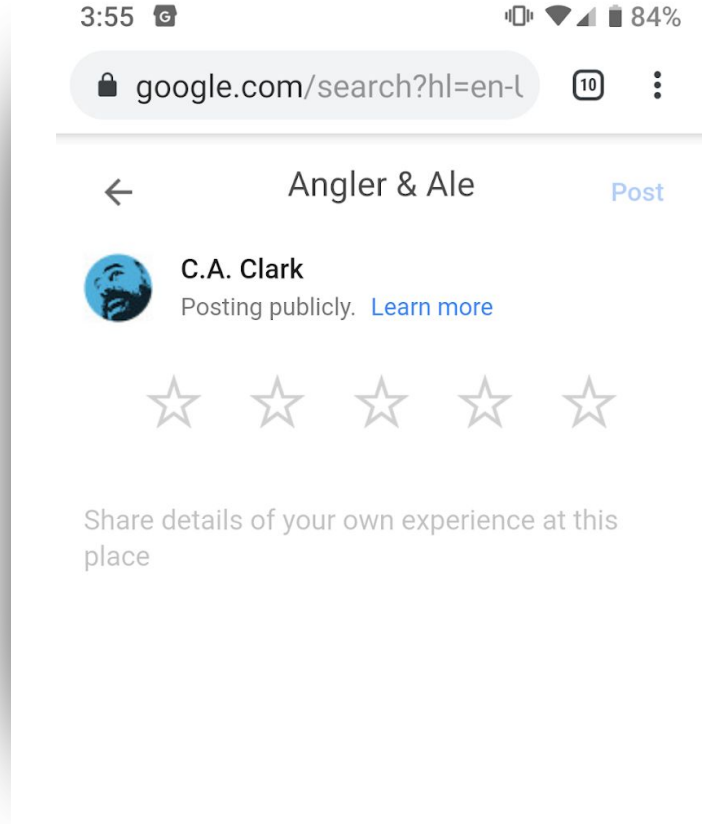 3:55 G 84%
google.com/search?hl=en-U 10
Angler & Ale Post
C.A. Clark
Posting publicly. Learn more
Share details of your own experience at this
place